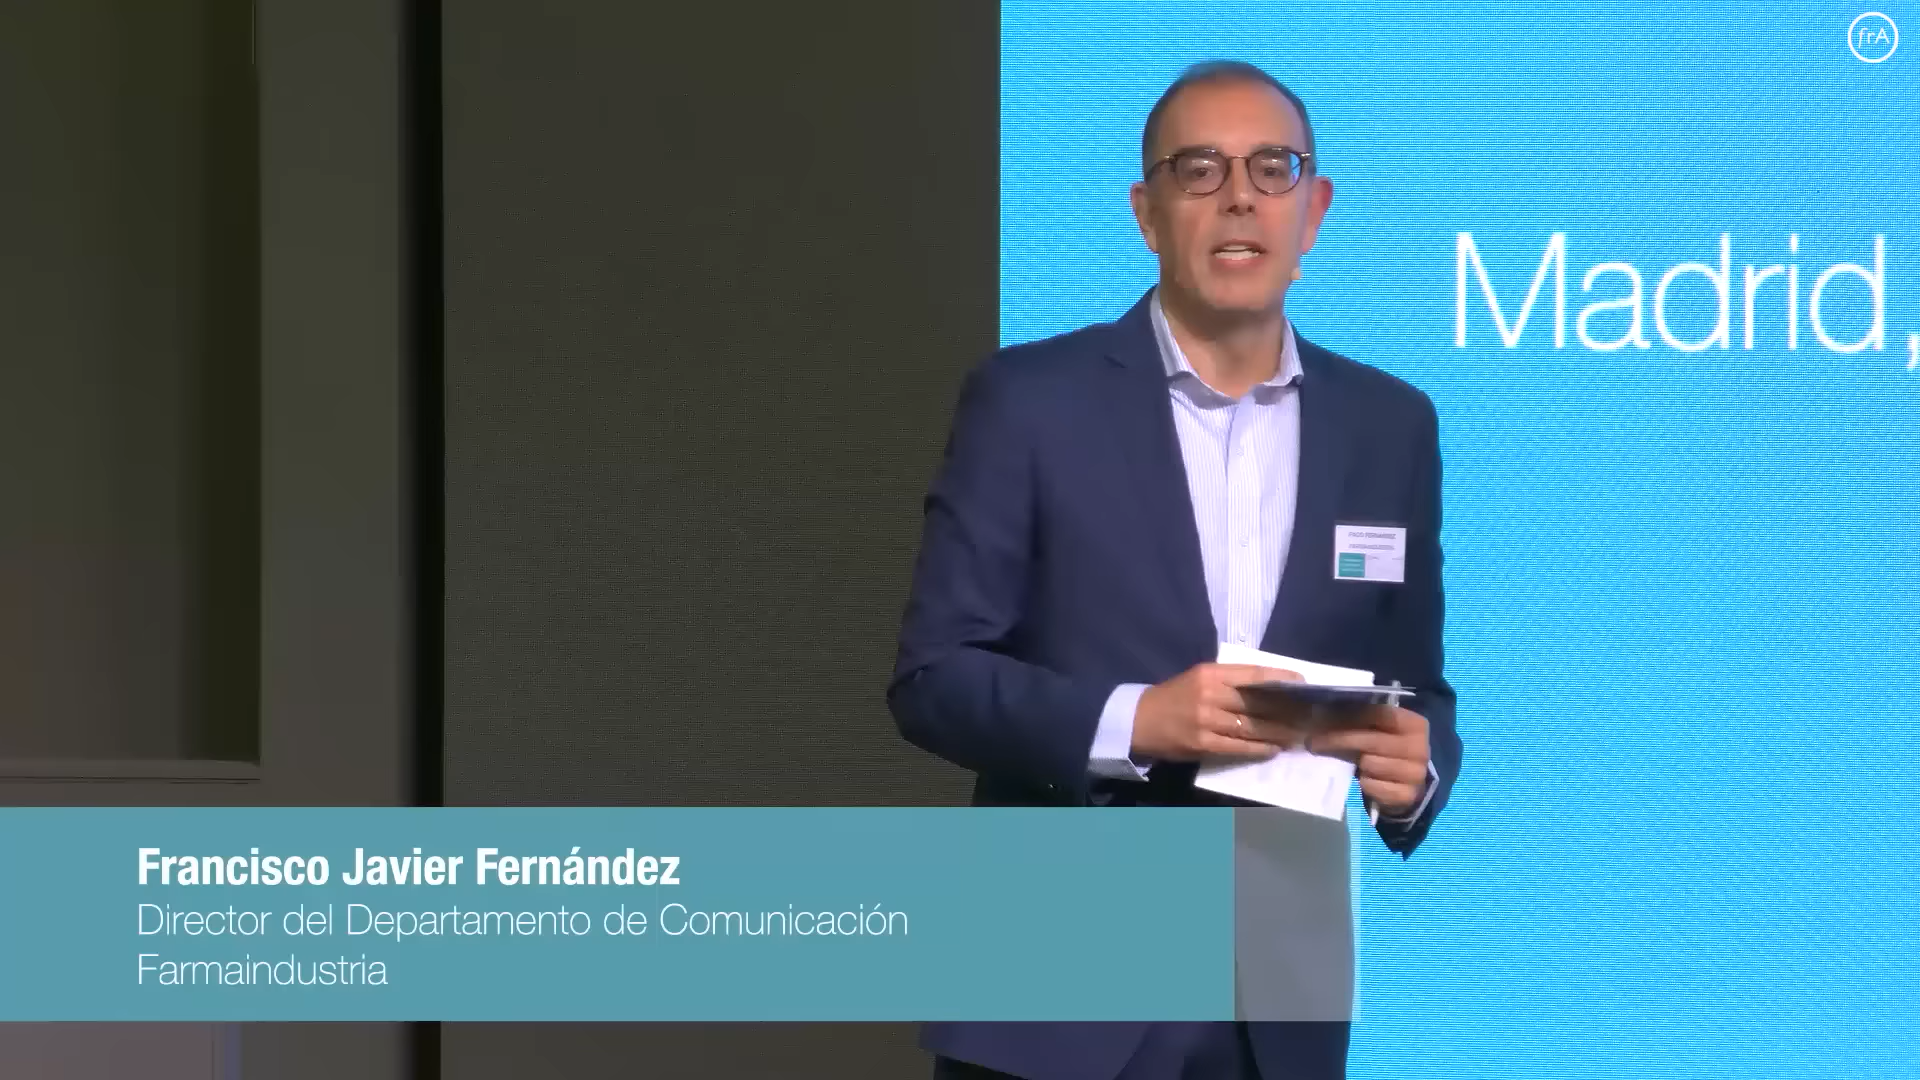 frA
Madrid,
Francisco Javier Fernández
Director del Departamento de Comunicación
Farmaindustria